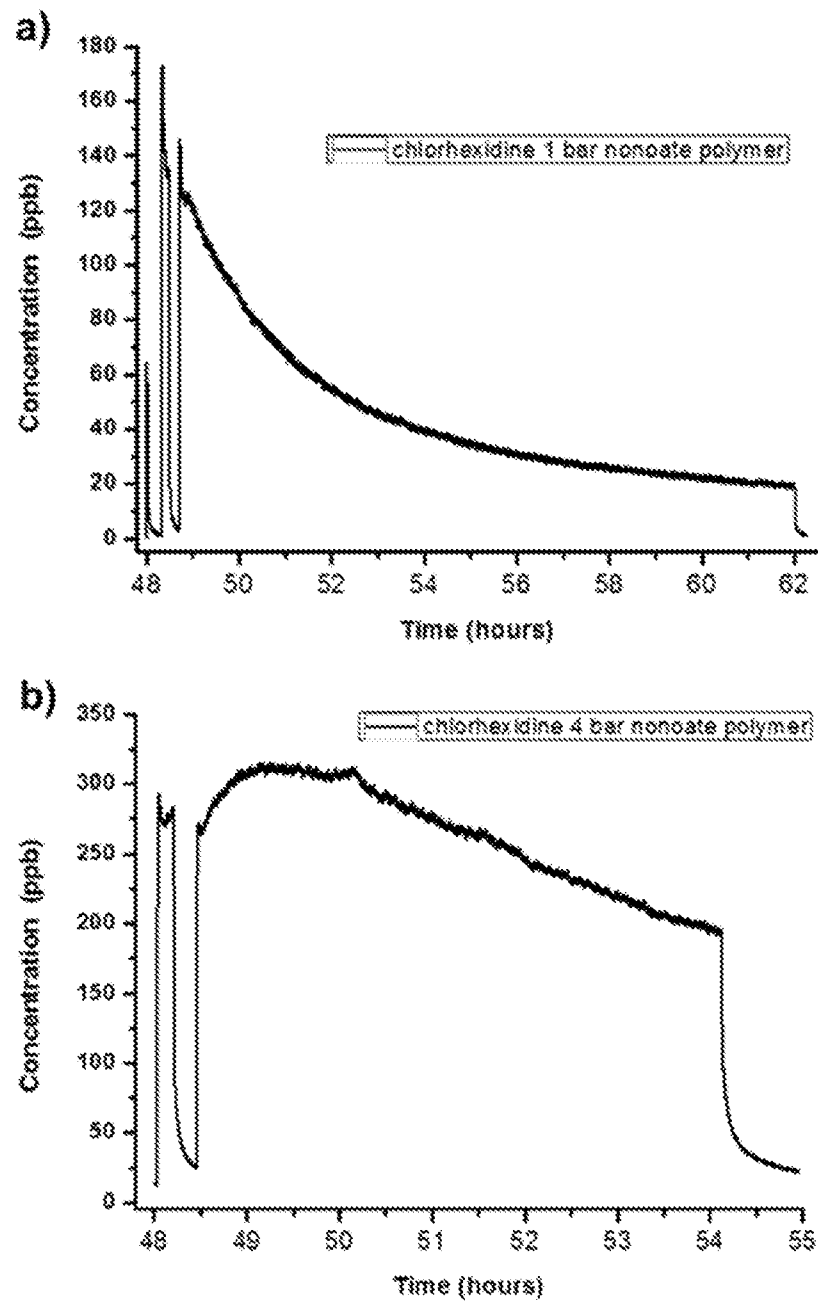 a)
180
160
140
120
100
80
60
40
20
0
Concentration (ppb)
chlorhexidine 1 bar nonoate polymer
48 50 52 54 56 58 60 62
Time (hours)
b)
350
300
250
200
150
100
50
0
Concentration (ppb)
chlorhexidine 4 bar nonoate polymer
48 49 50 51 52 53 54 55
Time (hours)